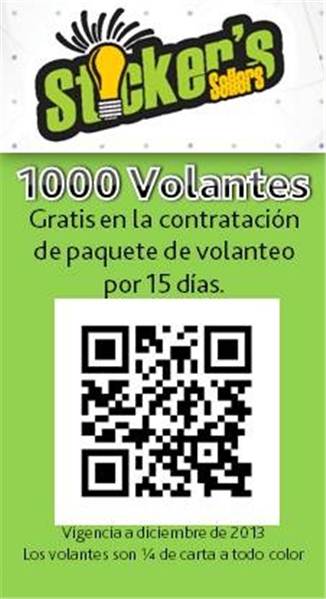 Sticker's
Sellors
1000 Volantes
Gratis en la contratación
de paquete de volanteo
por 15 días.
Vigencia a diciembre de 2013
Los volantes son ¼ de carta a todo color